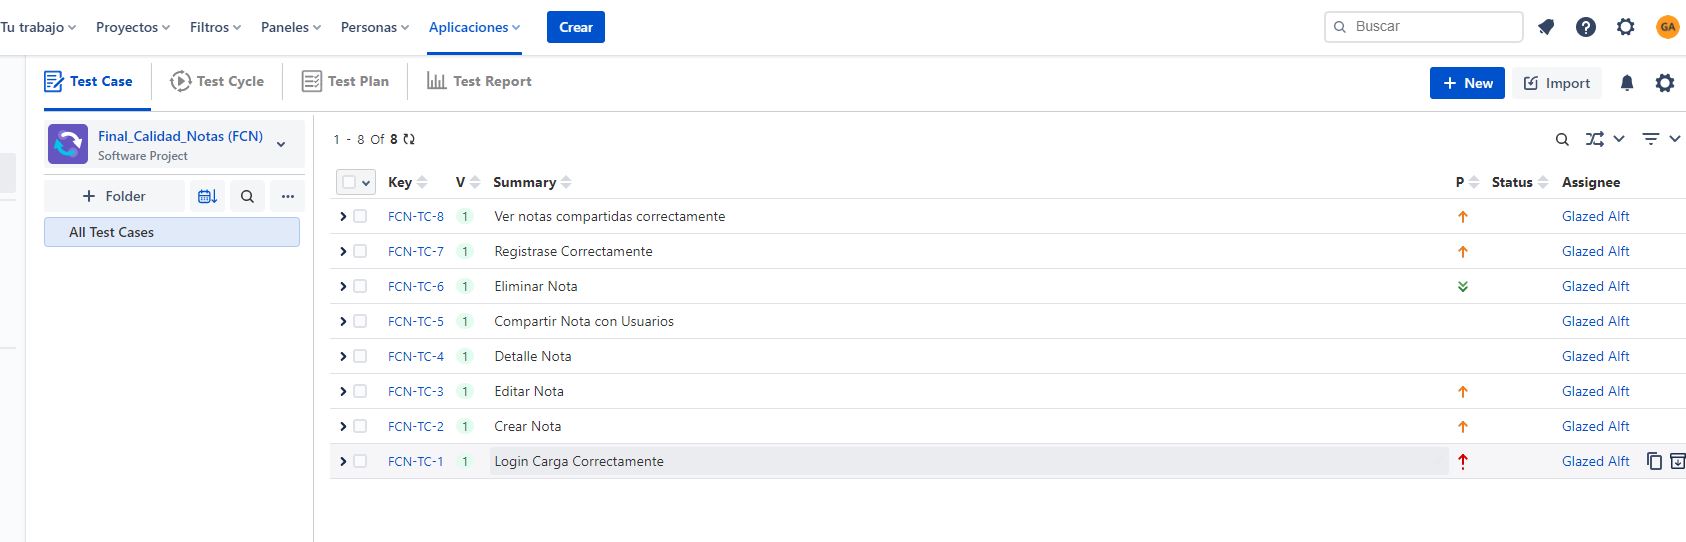 Tu trabajo Proyectos Filtros Paneles Personas Aplicaciones Crear Buscar GA
Test Case Test Cycle Test Plan Test Report + New Import
Final_Calidad_Notas (FCN)
Software Project
+ Folder
All Test Cases
1 - 8 Of 8
Key V Summary P Status Assignee
FCN-TC-8 1 Ver notas compartidas correctamente Glazed Alft
FCN-TC-7 1 Registrase Correctamente Glazed Alft
FCN-TC-6 1 Eliminar Nota Glazed Alft
FCN-TC-5 1 Compartir Nota con Usuarios Glazed Alft
FCN-TC-4 1 Detalle Nota Glazed Alft
FCN-TC-3 1 Editar Nota Glazed Alft
FCN-TC-2 1 Crear Nota Glazed Alft
FCN-TC-1 1 Login Carga Correctamente Glazed Alft